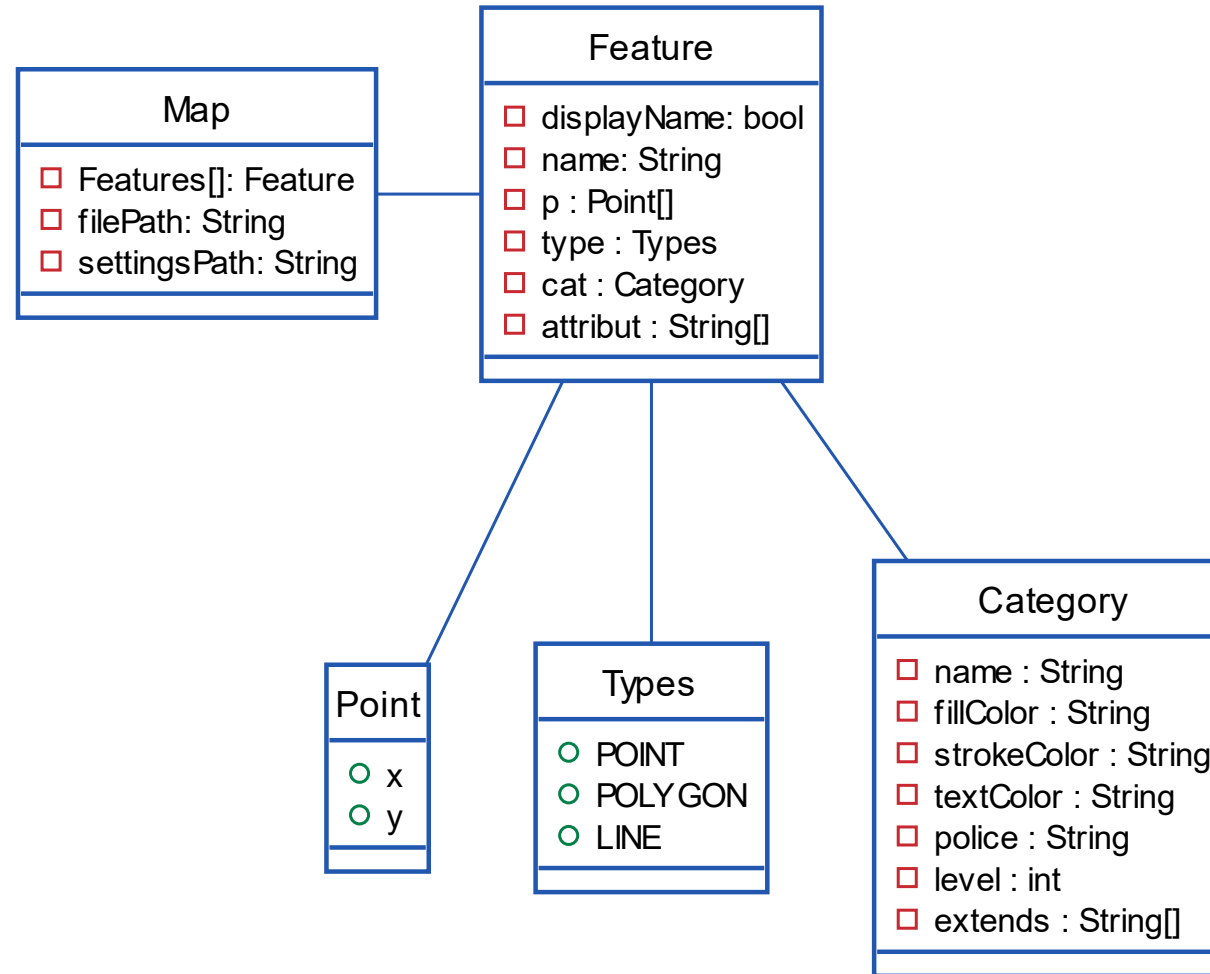 Map
Features[]: Feature
filePath: String
settingsPath: String
Feature
displayName: bool
name: String
p : Point[]
type : Types
cat : Category
attribut : String[]
Point
x
y
Types
POINT
POLYGON
LINE
Category
name : String
fillColor : String
strokeColor : String
textColor : String
police : String
level : int
extends : String[]